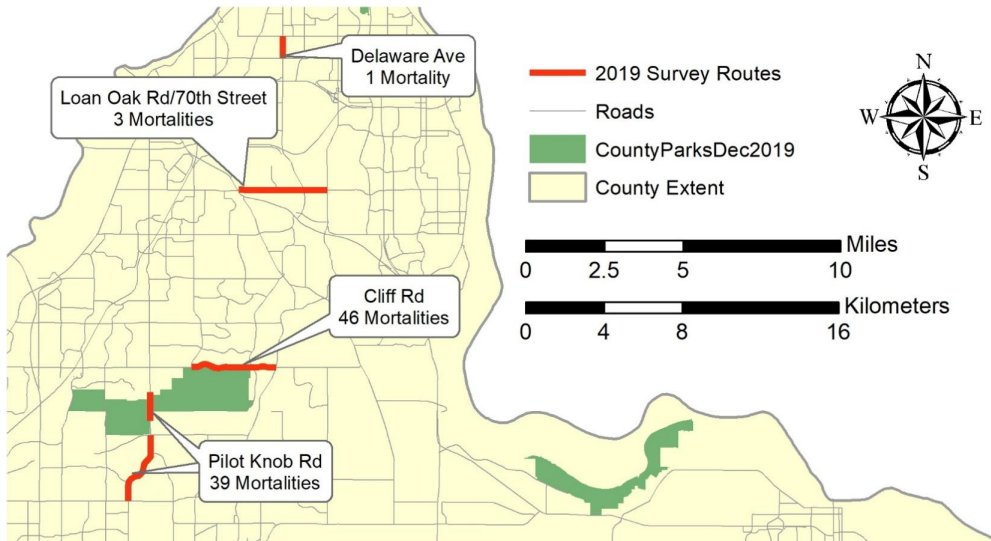 Delaware Ave
1 Mortality
Loan Oak Rd/70th Street
3 Mortalities
Cliff Rd
46 Mortalities
Pilot Knob Rd
39 Mortalities
2019 Survey Routes
Roads
CountyParksDec2019
County Extent
N
W E
S
Miles
0 2.5 5 10
Kilometers
0 4 8 16